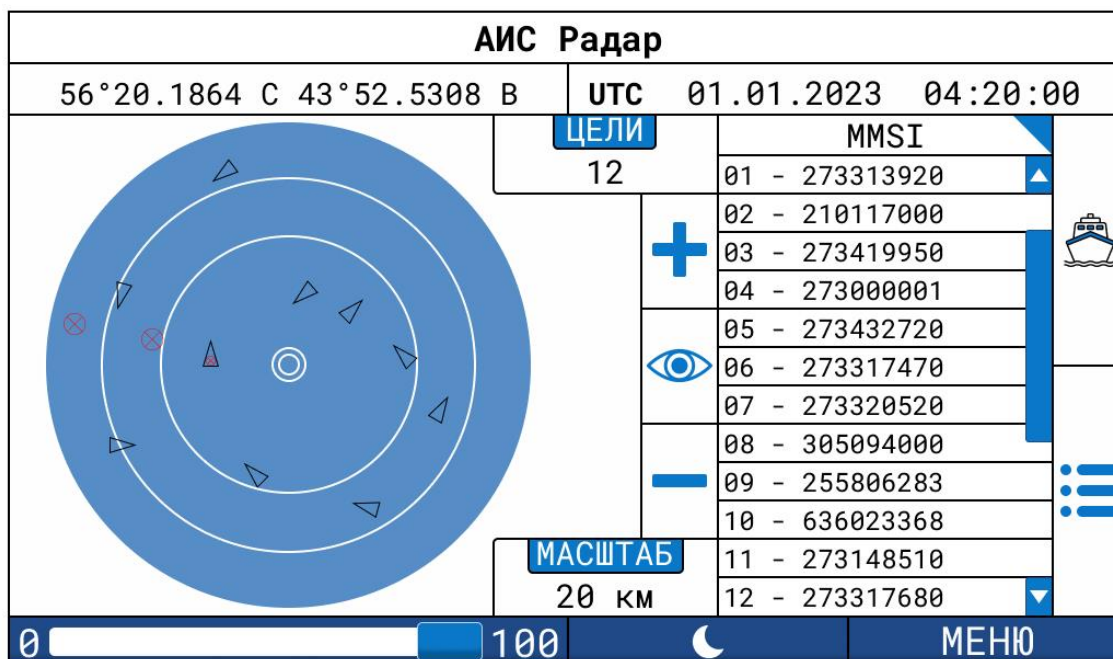 АИС Радар
56°20.1864 С 43°52.5308 В
UTC 01.01.2023 04:20:00
ЦЕЛИ
12
MMSI
01 - 273313920
02 - 210117000
03 - 273419950
04 - 273000001
05 - 273432720
06 - 273317470
07 - 273320520
08 - 305094000
09 - 255806283
10 - 636023368
11 - 273148510
12 - 273317680
МАСШТАБ
20 км
0 100
МЕНЮ